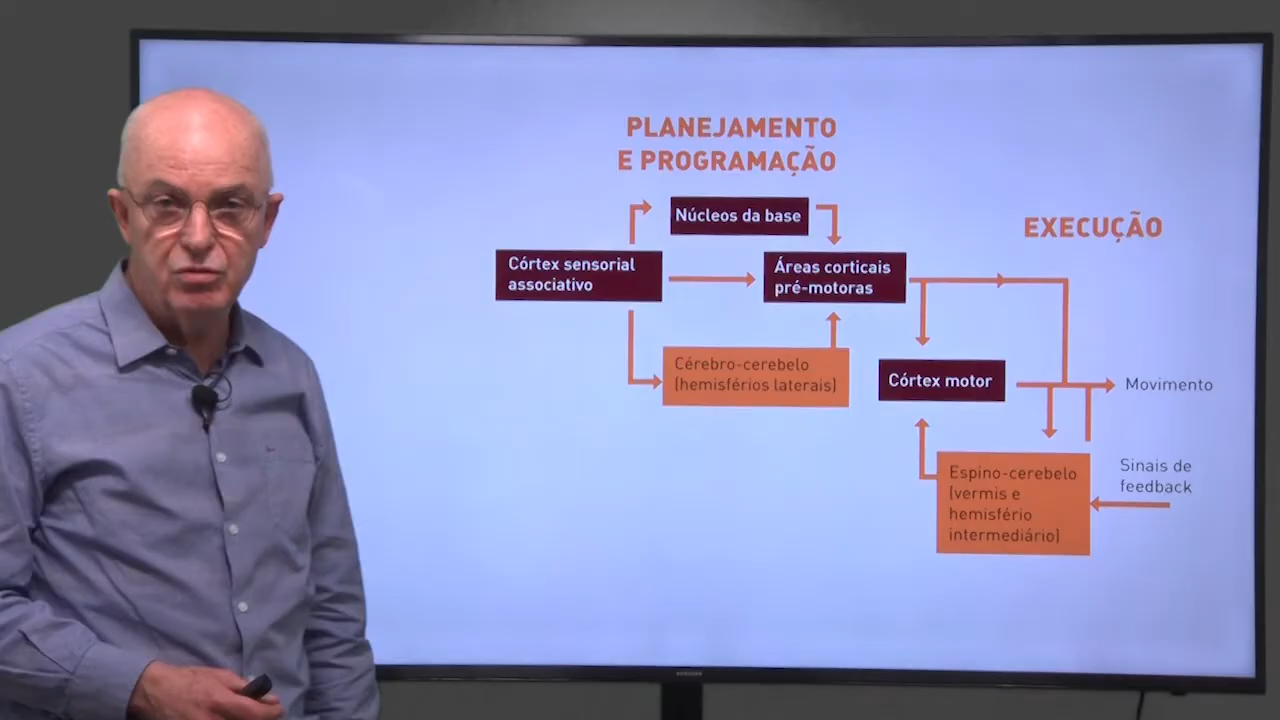 PLANEJAMENTO
E PROGRAMAÇÃO
Núcleos da base
EXECUÇÃO
Córtex sensorial
associativo
Áreas corticais
pré-motoras
Cérebro-cerebelo
(hemisférios laterais)
Córtex motor
Movimento
Espino-cerebelo
(vermis e
hemisfério
intermediário)
Sinais de
feedback
SAMSUNG